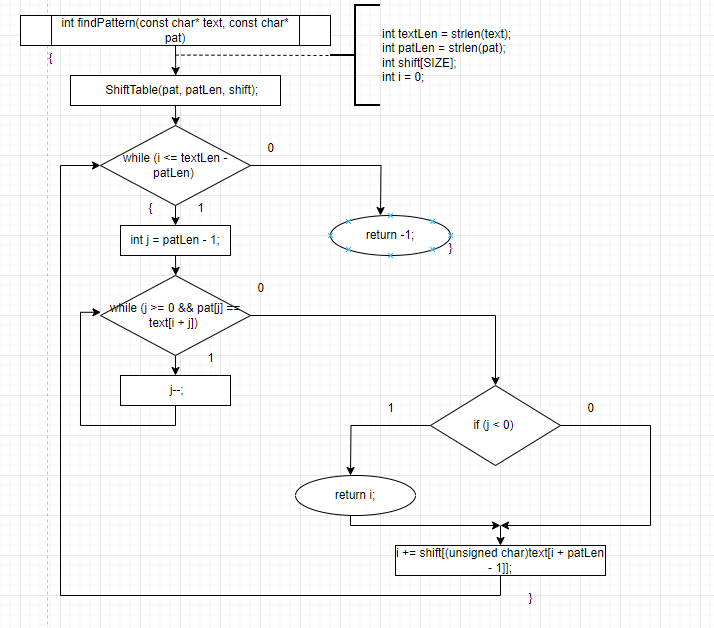 int findPattern(const char* text, const char*
pat)
int textLen = strlen(text);
int patLen = strlen(pat);
int shift[SIZE];
int i = 0;
{
ShiftTable(pat, patLen, shift);
while (i <= textLen -
patLen)
0
{
1
return -1;
}
int j = patLen - 1;
while (j >= 0 && pat[j] ==
text[i + j])
0
1
j--;
if (j < 0)
1
0
return i;
i += shift[(unsigned char)text[i + patLen
- 1]];
}